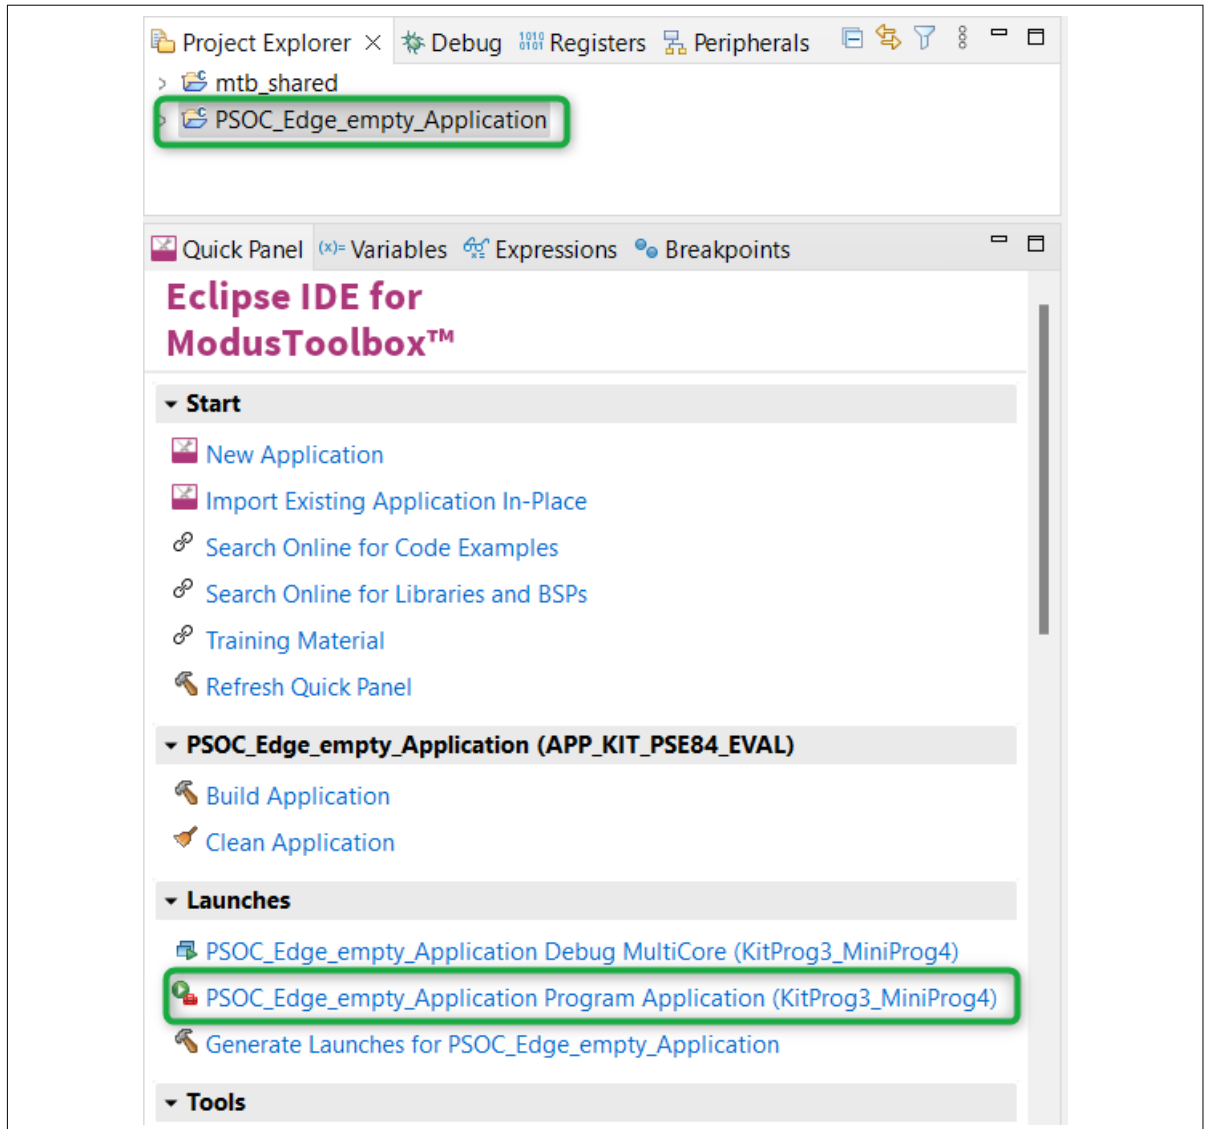 Project Explorer Debug Registers Peripherals
mtb_shared
PSOC_Edge_empty_Application
Quick Panel (x)= Variables Expressions Breakpoints
Eclipse IDE for
ModusToolbox™
Start
New Application
Import Existing Application In-Place
Search Online for Code Examples
Search Online for Libraries and BSPs
Training Material
Refresh Quick Panel
PSOC_Edge_empty_Application (APP_KIT_PSE84_EVAL)
Build Application
Clean Application
Launches
PSOC_Edge_empty_Application Debug MultiCore (KitProg3_MiniProg4)
PSOC_Edge_empty_Application Program Application (KitProg3_MiniProg4)
Generate Launches for PSOC_Edge_empty_Application
Tools